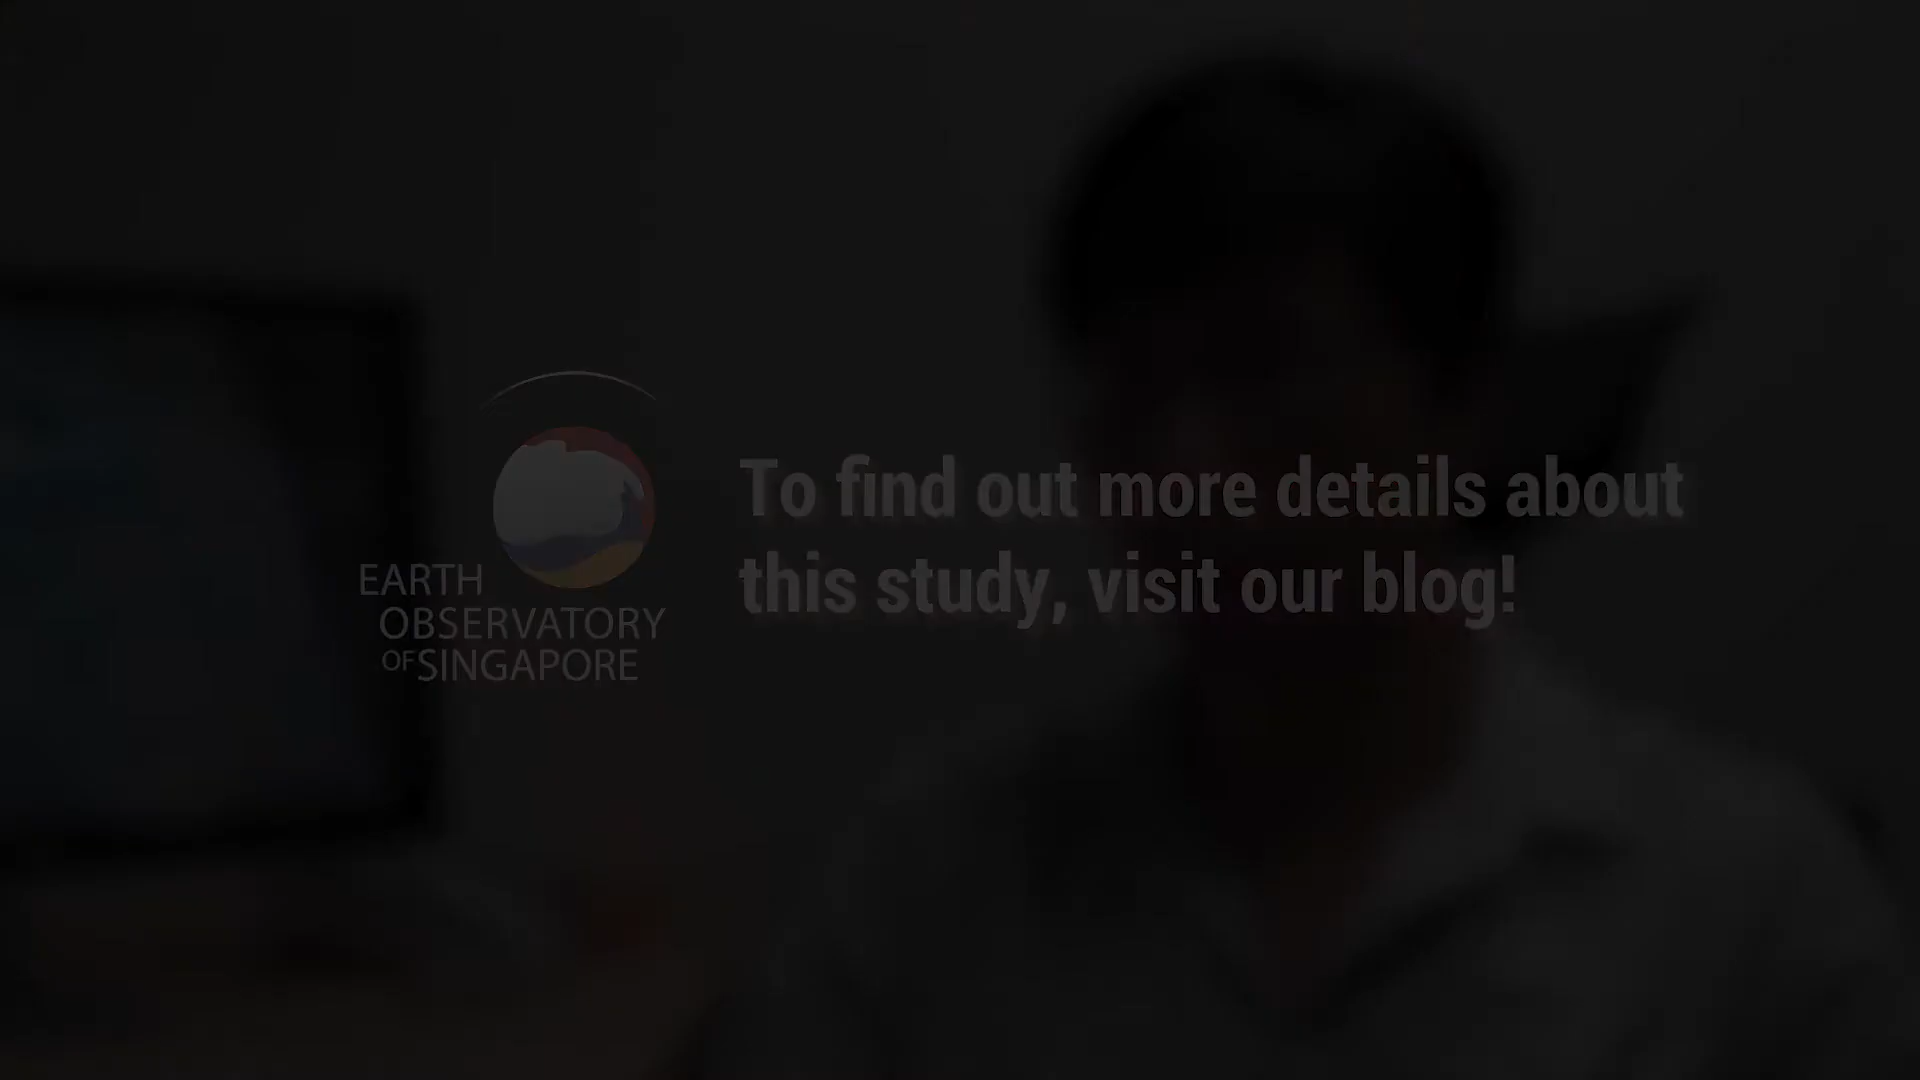 EARTH
OBSERVATORY
OF SINGAPORE
To find out more details about
this study, visit our blog!